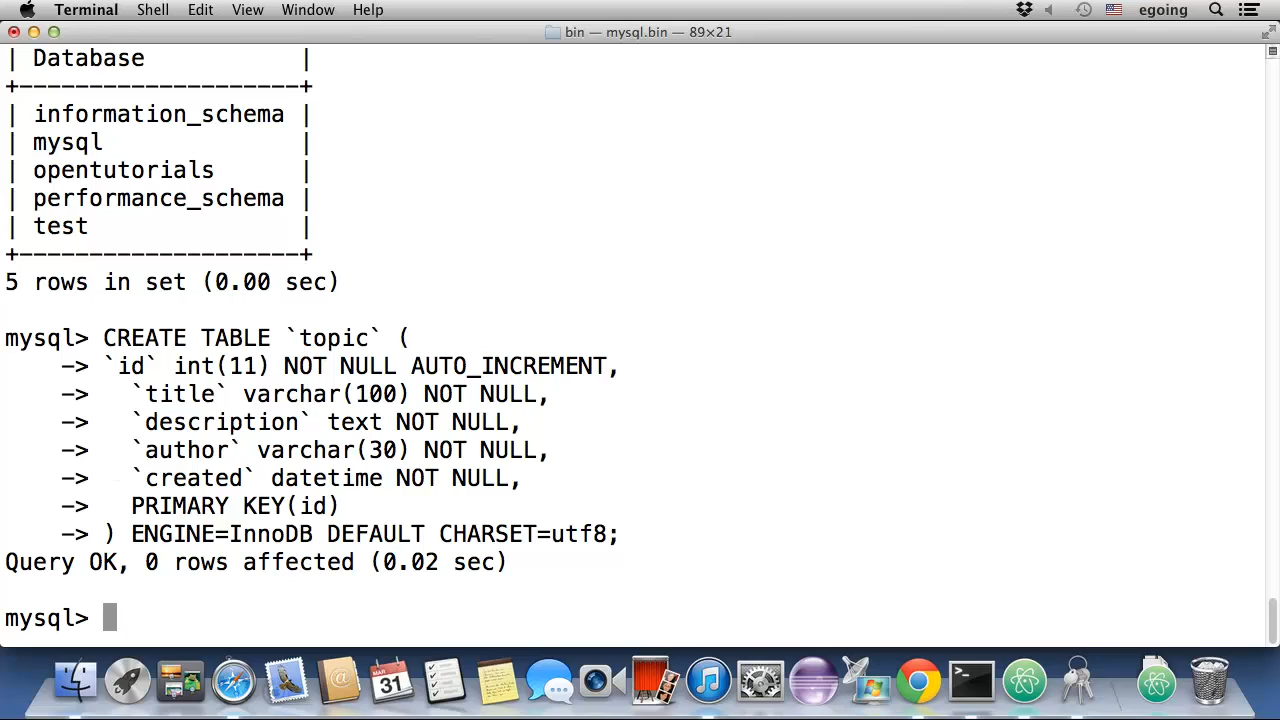 Terminal Shell Edit View Window Help egoing
bin — mysql.bin — 89×21
| Database           |
+--------------------+
| information_schema |
| mysql              |
| opentutorials      |
| performance_schema |
| test               |
+--------------------+
5 rows in set (0.00 sec)
mysql> CREATE TABLE `topic` (
    -> `id` int(11) NOT NULL AUTO_INCREMENT,
    ->   `title` varchar(100) NOT NULL,
    ->   `description` text NOT NULL,
    ->   `author` varchar(30) NOT NULL,
    ->   `created` datetime NOT NULL,
    ->   PRIMARY KEY(id)
    -> ) ENGINE=InnoDB DEFAULT CHARSET=utf8;
Query OK, 0 rows affected (0.02 sec)
mysql>
31